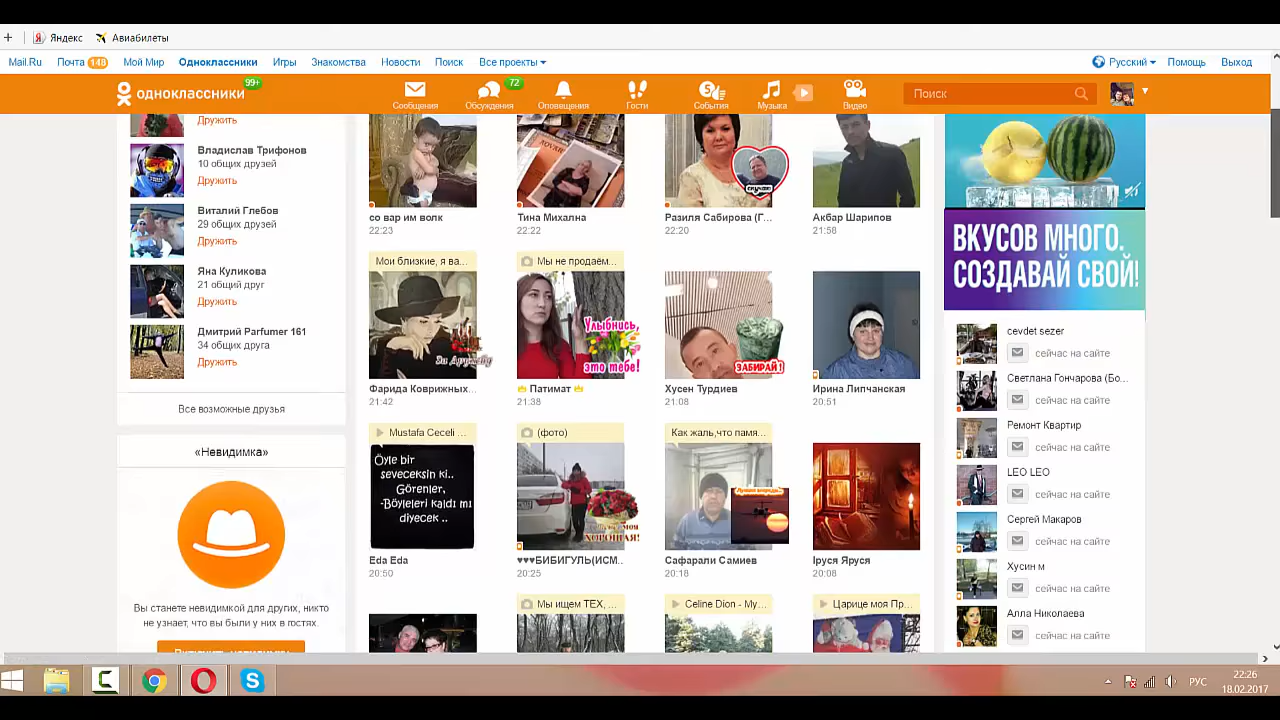 Яндекс Авиабилеты
Mail.Ru Почта 148 Мой Мир Одноклассники Игры Знакомства Новости Поиск Все проекты Русский Помощь Выход
одноклассники 99+
Сообщения Обсуждения 72 Оповещения Гости События Музыка Видео Поиск
Дружить
Владислав Трифонов
10 общих друзей
Дружить
Виталий Глебов
29 общих друзей
Дружить
Яна Куликова
21 общий друг
Дружить
Дмитрий Parfumer 161
34 общих друга
Дружить
Все возможные друзья
«Невидимка»
Вы станете невидимкой для других, никто
не узнает, что вы были у них в гостях.
со вар им волк
22:23
Тина Михална
22:22
Разиля Сабирова (Г...
22:20
Акбар Шарипов
21:58
Мои близкие, я ва...
За Дружбу
Фарида Коврижных...
21:42
Мы не продаём...
Улыбнись,
это тебе!
Патимат
21:38
ЗАБИРАЙ!
Хусен Турдиев
21:08
Ирина Липчанская
20:51
Mustafa Ceceli ...
Öyle bir
seveceksin ki..
Görenler,
-Böyleleri kaldı mı
diyecek ..
Eda Eda
20:50
(фото)
♥♥♥БИБИГУЛЬ(ИСМ...
20:25
Как жаль,что памя...
Сафарали Самиев
20:16
Іруся Яруся
20:08
Мы ищем ТЕХ, ...
Celine Dion - My...
Царице моя Пр...
ВКУСОВ МНОГО.
СОЗДАВАЙ СВОЙ!
cevdet sezer
сейчас на сайте
Светлана Гончарова (Бо...
сейчас на сайте
Ремонт Квартир
сейчас на сайте
LEO LEO
сейчас на сайте
Сергей Макаров
сейчас на сайте
Хусин м
сейчас на сайте
Алла Николаева
сейчас на сайте
РУС
22:26
18.02.2017